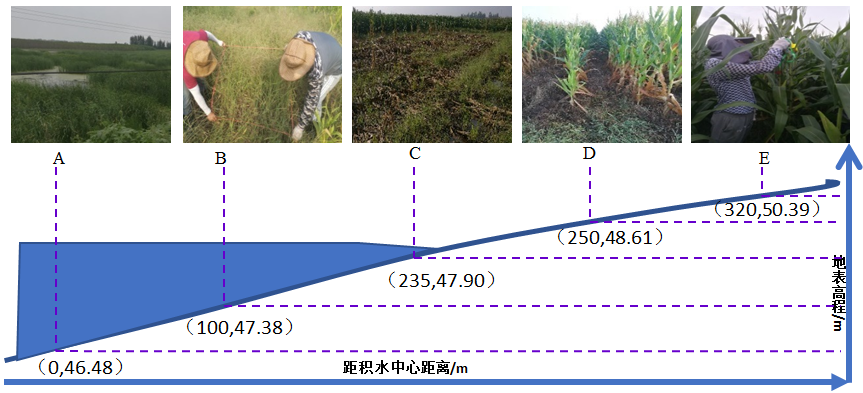 A
B
C
D
E
(320,50.39)
(250,48.61)
(235,47.90)
(100,47.38)
(0,46.48)
地表高程/m
距积水中心距离/m